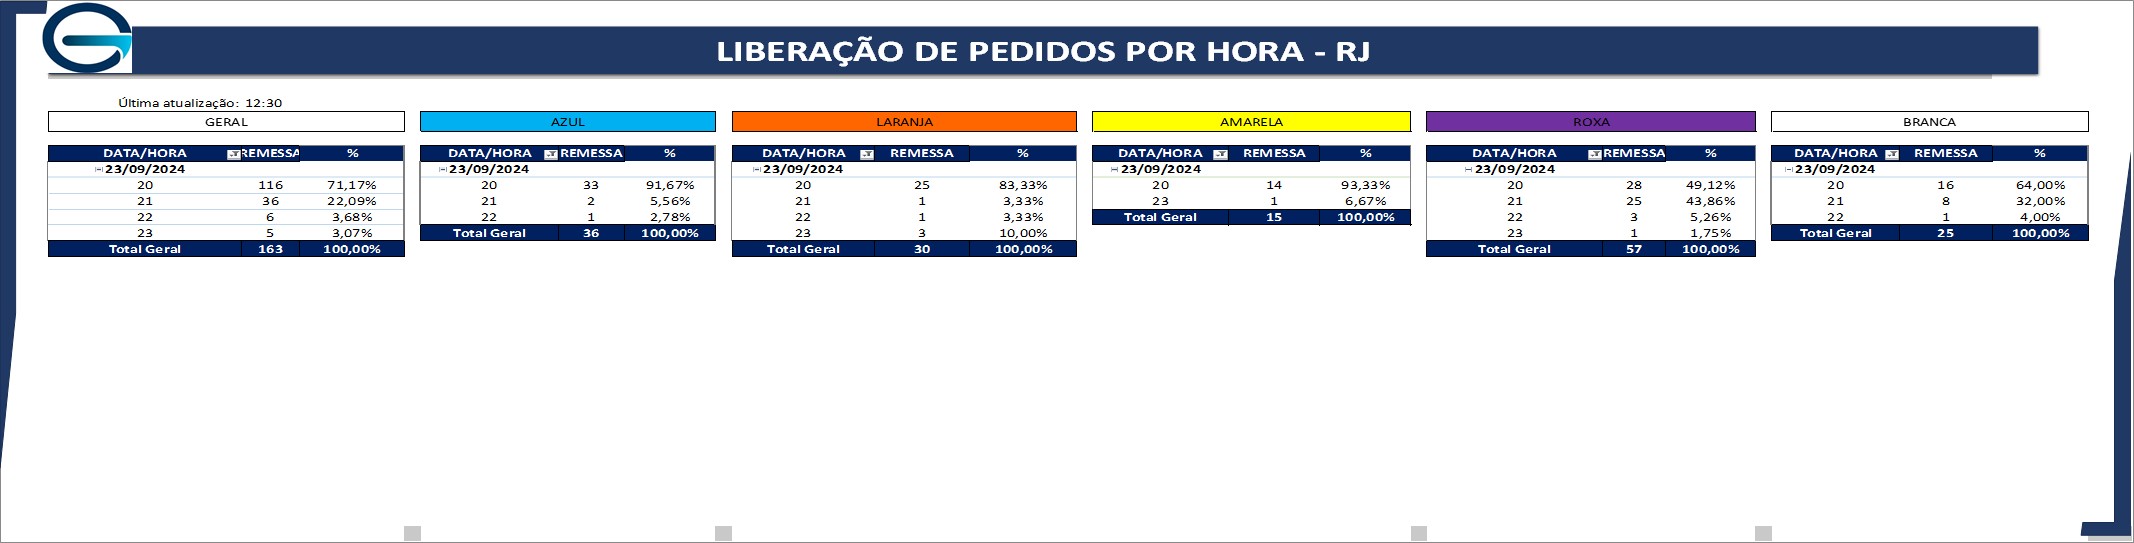 LIBERAÇÃO DE PEDIDOS POR HORA - RJ
Última atualização: 12:30
GERAL
DATA/HORA REMESSA %
23/09/2024
20 116 71,17%
21 36 22,09%
22 6 3,68%
23 5 3,07%
Total Geral 163 100,00%
AZUL
DATA/HORA REMESSA %
23/09/2024
20 33 91,67%
21 2 5,56%
22 1 2,78%
Total Geral 36 100,00%
LARANJA
DATA/HORA REMESSA %
23/09/2024
20 25 83,33%
21 1 3,33%
22 1 3,33%
23 3 10,00%
Total Geral 30 100,00%
AMARELA
DATA/HORA REMESSA %
23/09/2024
20 14 93,33%
23 1 6,67%
Total Geral 15 100,00%
ROXA
DATA/HORA REMESSA %
23/09/2024
20 28 49,12%
21 25 43,86%
22 3 5,26%
23 1 1,75%
Total Geral 57 100,00%
BRANCA
DATA/HORA REMESSA %
23/09/2024
20 16 64,00%
21 8 32,00%
22 1 4,00%
Total Geral 25 100,00%